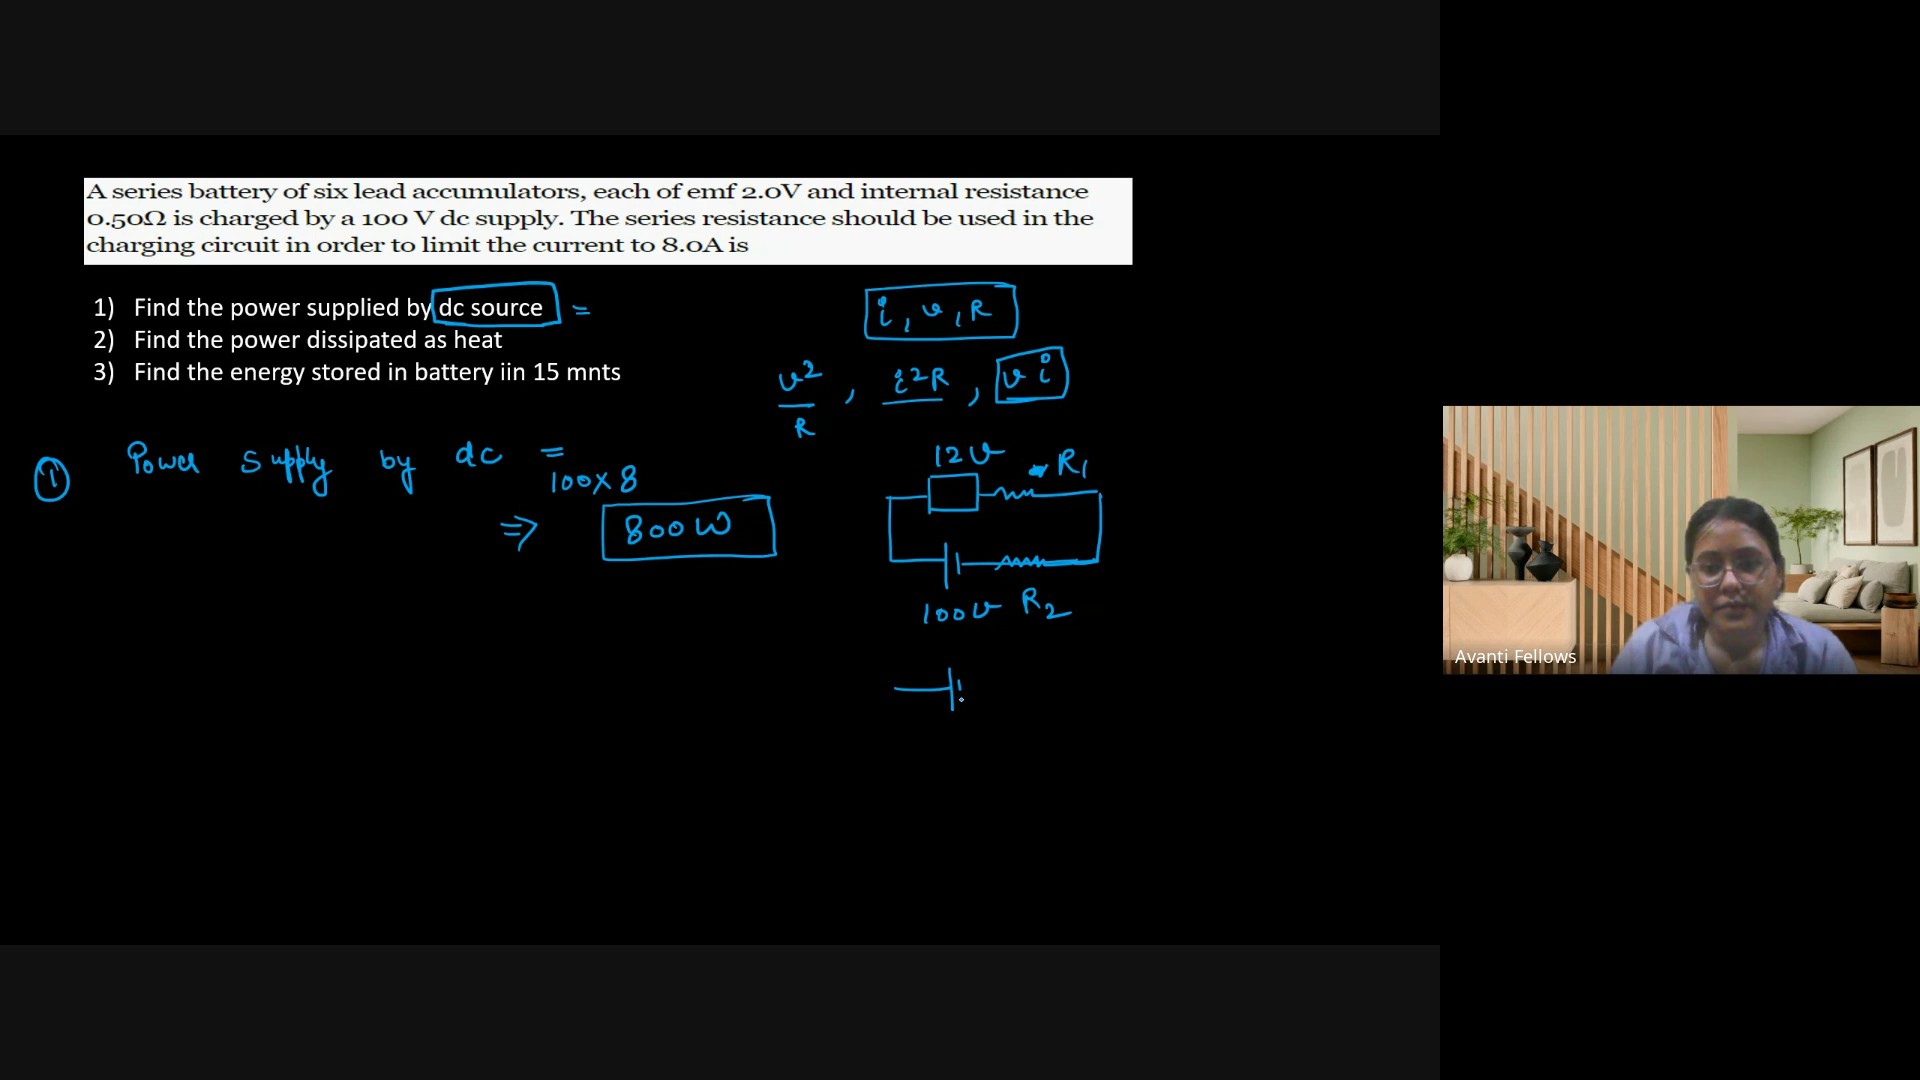 A series battery of six lead accumulators, each of emf 2.0V and internal resistance
0.50Ω is charged by a 100 V dc supply. The series resistance should be used in the
charging circuit in order to limit the current to 8.0A is
1) Find the power supplied by dc source =
2) Find the power dissipated as heat
3) Find the energy stored in battery iin 15 mnts
i, v, R
v²/R, i²R, vi
① Power supply by dc =
100 x 8
⇒ 800W
12v R₁
100v R₂
Avanti Fellows